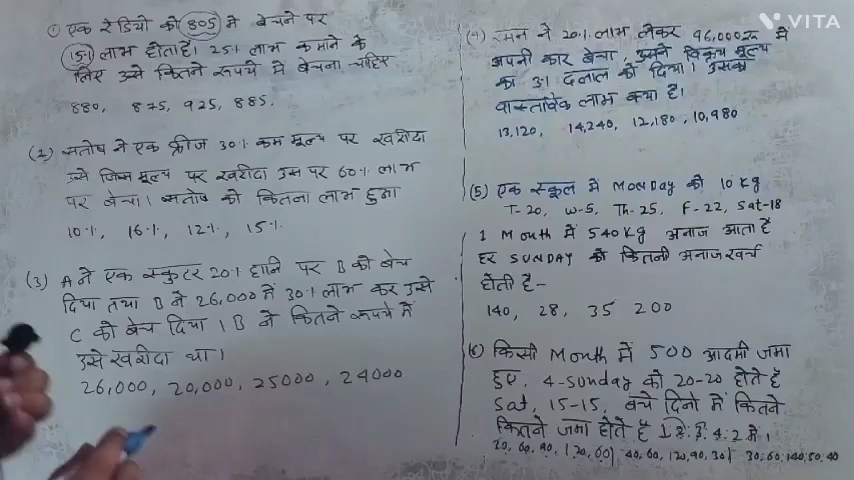 ① एक रेडियो को 805 में बेचने पर
15% लाभ होता है। 25% लाभ कमाने के
लिए उसे कितने रूपये में बेचना चाहिए
880, 875, 925, 885.
(2) संतोष ने एक फ्रीज 30% कम मूल्य पर खरीदा
उसे जिस मूल्य पर खरीदा उस पर 60% लाभ
पर बेचा। संतोष को कितना लाभ हुआ
10%, 16%, 12%, 15%
(3) A ने एक स्कुटर 20% हानि पर B को बेच
दिया तथा B ने 26,000 में 30% लाभ कर उसे
C को बेच दिया। B ने कितने रूपये में
उसे खरीदा था।
26,000, 20,000, 25000, 24000
रमन ने 20% लाभ लेकर 96,000 में
अपनी कार बेचा, उसने विक्रय मूल्य
का 3% दलाल को दिया। उसका
वास्तविक लाभ क्या है।
13,120, 14,240, 12,180, 10,980
(5) एक स्कूल में MONDAY को 10 Kg
T-20, W-5, Th-25, F-22, Sat-18
1 Month में 540 Kg अनाज आता है
हर SUNDAY को कितनी अनाज खर्च
होती है-
140, 28, 35 200
(6) किसी Month में 500 आदमी जमा
हुए, 4-Sunday को 20-20 होते है
Sat, 15-15, बचे दिनो में कितने
कितने जमा होते है 1:2:3:4:2 में।
20, 60, 90, 120, 60| 40, 60, 120, 90, 30| 30, 60, 140, 50, 40
VITA